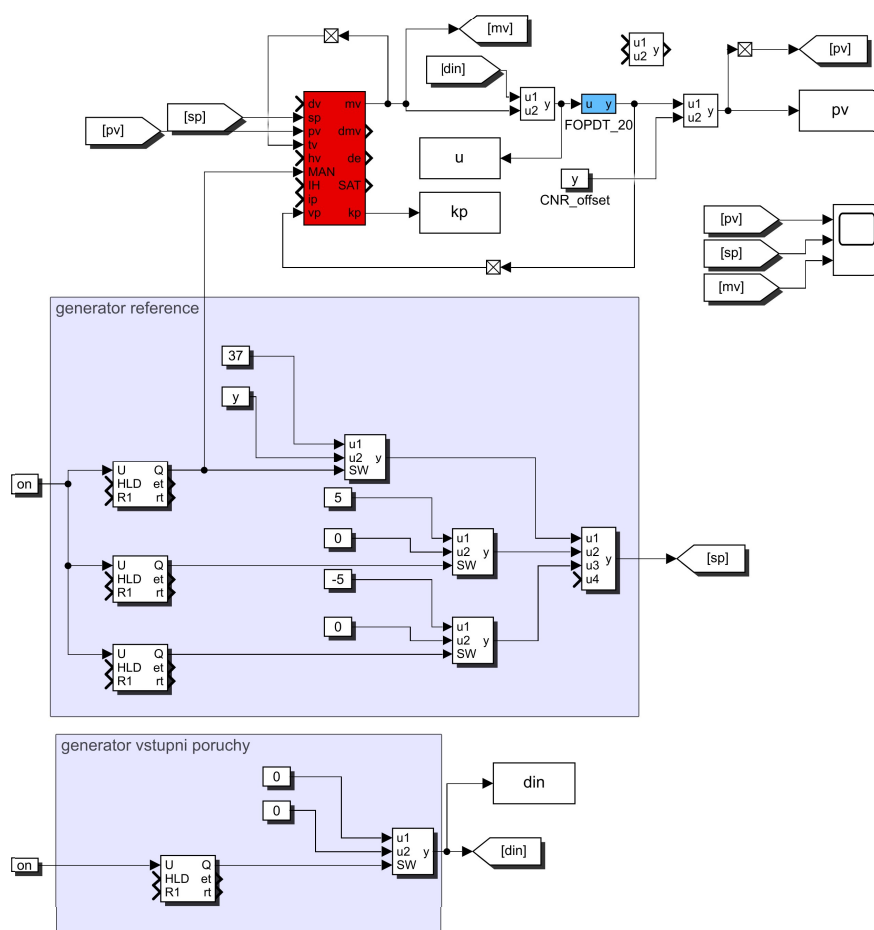 [mv]
u1
u2 y
[pv]
[din]
dv mv
sp
pv dmv
tv
hv de
MAN
IH SAT
ip
vp kp
[sp]
[pv]
u1
u2 y
u y
FOPDT_20
u1
u2 y
pv
u
y
CNR_offset
kp
[pv]
[sp]
[mv]
generator reference
37
y
u1
u2 y
SW
on
U Q
HLD et
R1 rt
5
0
u1
u2 y
SW
u1
u2
u3 y
u4
[sp]
U Q
HLD et
R1 rt
-5
0
u1
u2 y
SW
U Q
HLD et
R1 rt
generator vstupni poruchy
0
0
din
u1
u2 y
SW
[din]
on
U Q
HLD et
R1 rt